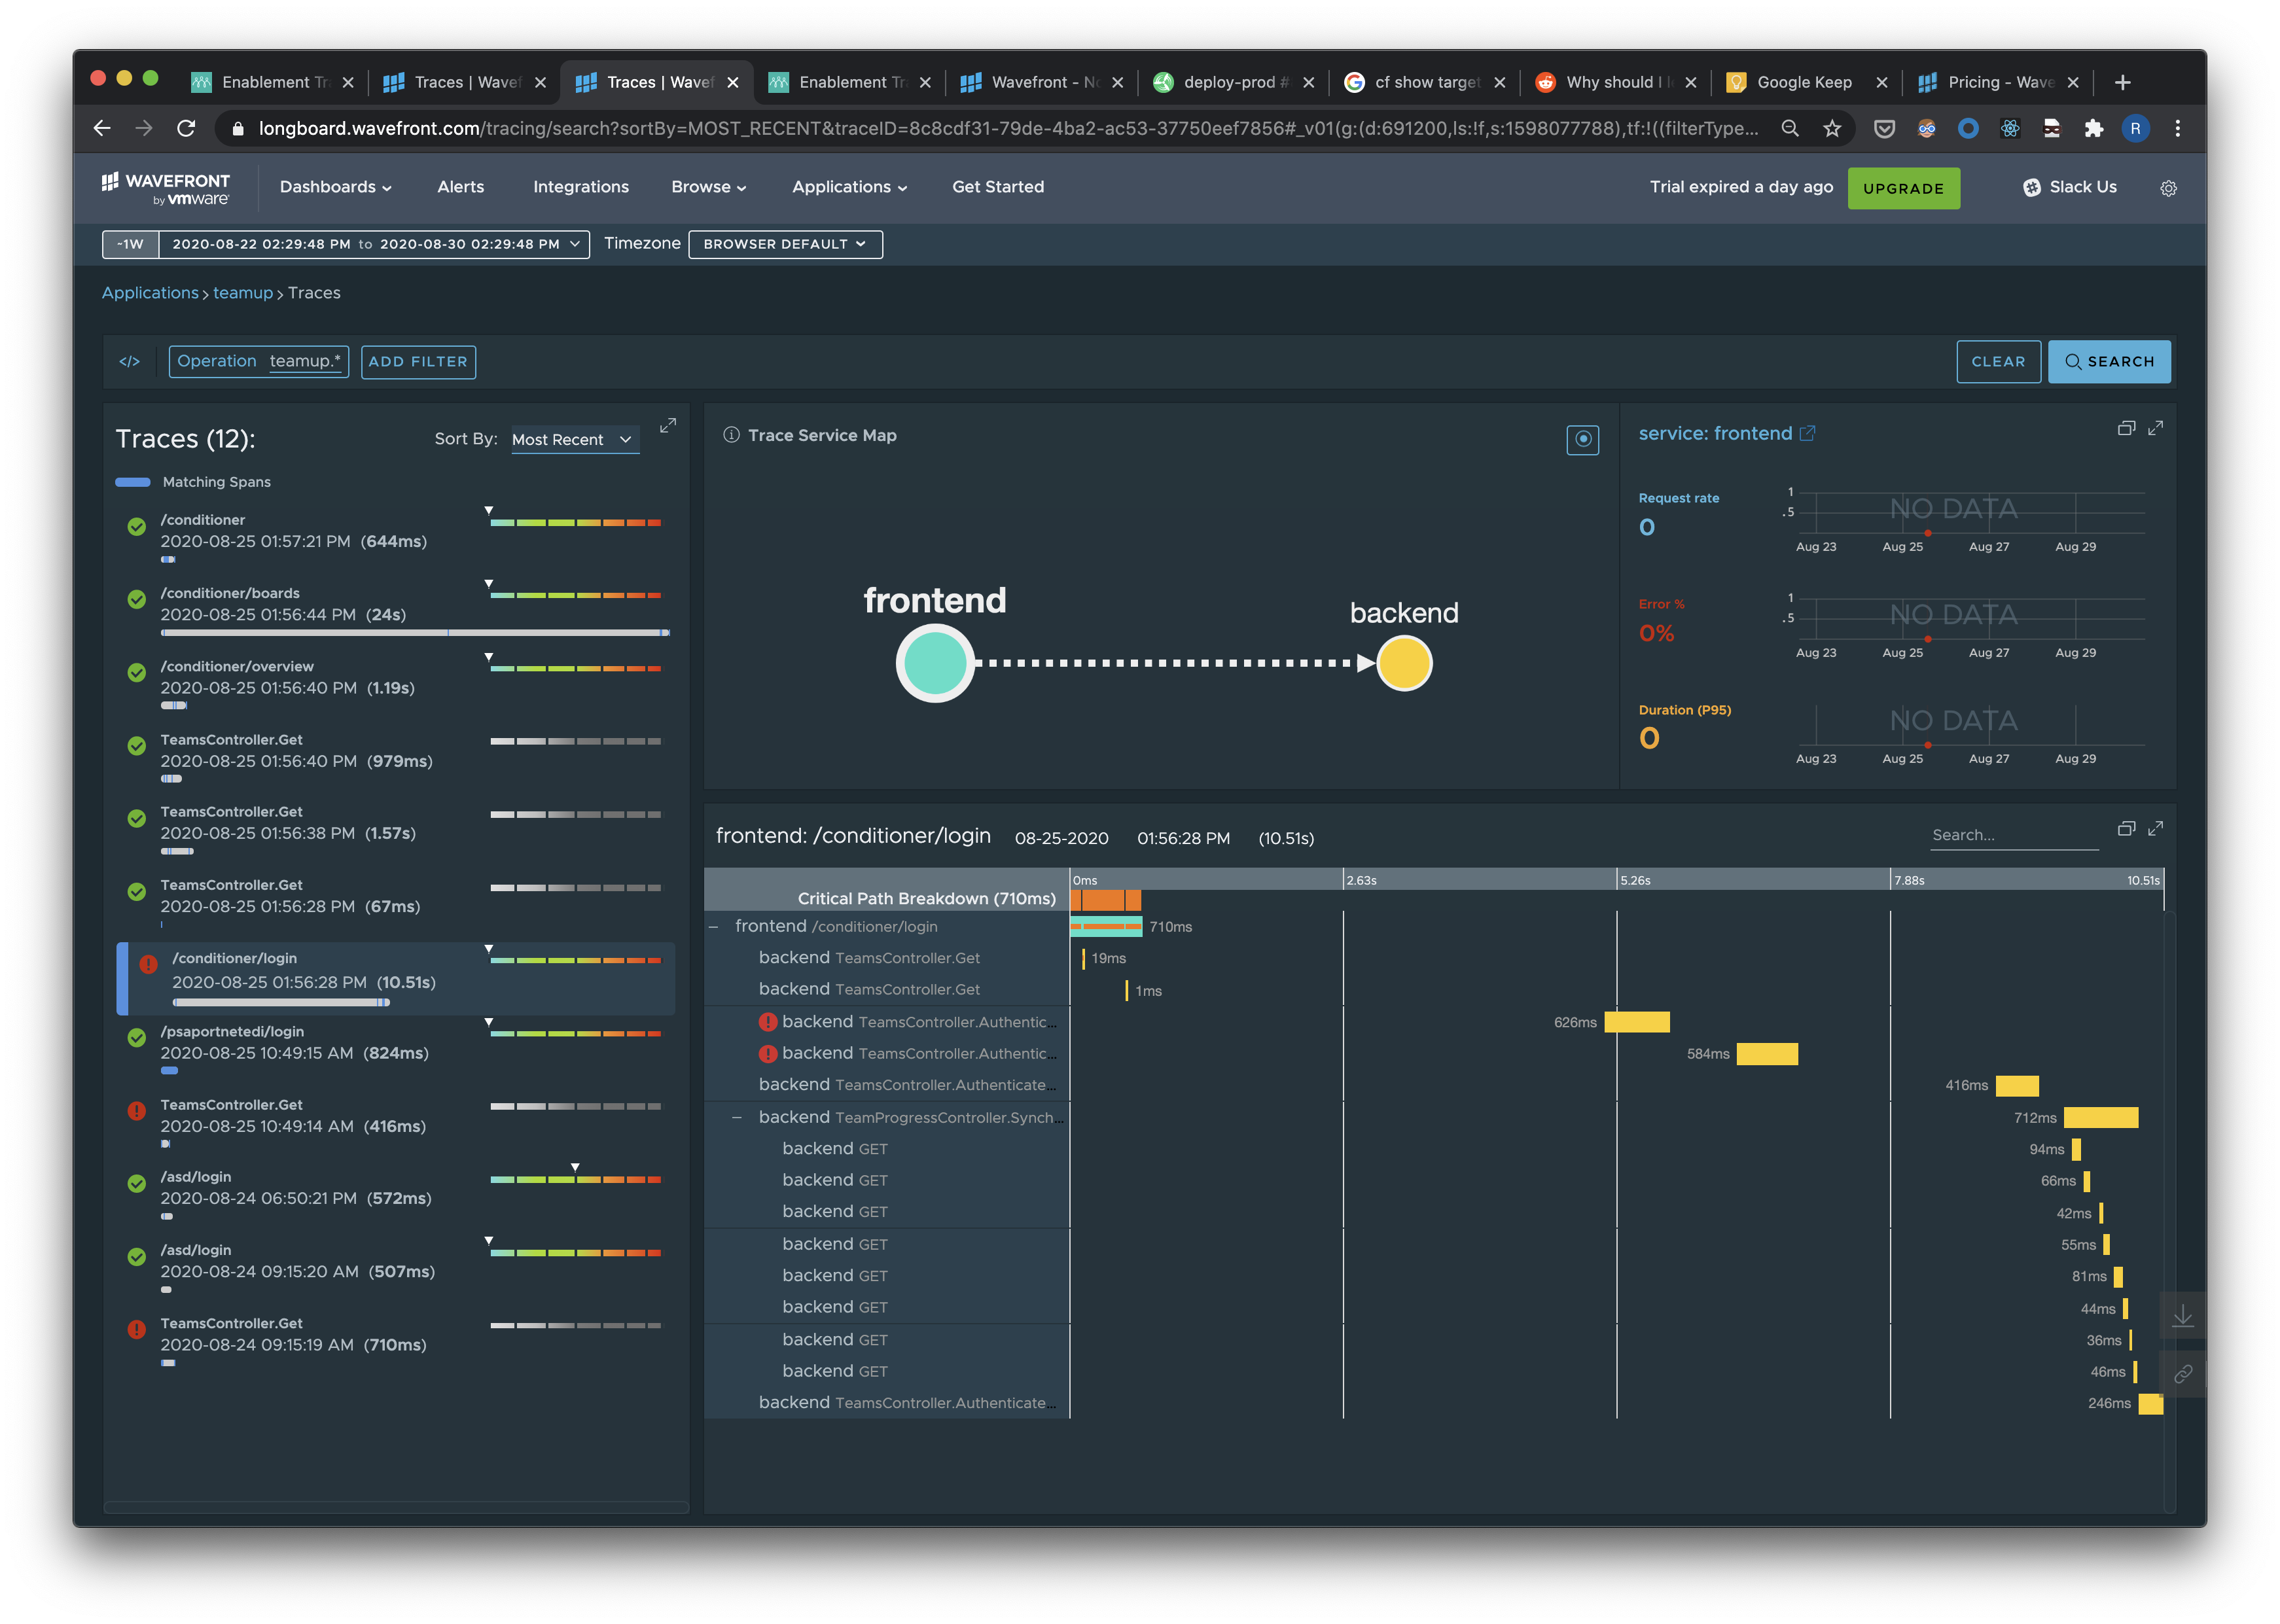 Enablement Tr
Traces | Wavef
Traces | Wavef
Enablement Tr
Wavefront - No
deploy-prod #
cf show target
Why should I le
Google Keep
Pricing - Wave
longboard.wavefront.com/tracing/search?sortBy=MOST_RECENT&traceID=8c8cdf31-79de-4ba2-ac53-37750eef7856#_v01(g:(d:691200,ls:!f,s:1598077788),tf:!((filterType...
R
WAVEFRONT
by vmware
Dashboards
Alerts
Integrations
Browse
Applications
Get Started
Trial expired a day ago
UPGRADE
Slack Us
~1W
2020-08-22 02:29:48 PM to 2020-08-30 02:29:48 PM
Timezone
BROWSER DEFAULT
Applications > teamup > Traces
</>
Operation teamup.*
ADD FILTER
CLEAR
SEARCH
Traces (12):
Sort By: Most Recent
Matching Spans
/conditioner
2020-08-25 01:57:21 PM (644ms)
/conditioner/boards
2020-08-25 01:56:44 PM (24s)
/conditioner/overview
2020-08-25 01:56:40 PM (1.19s)
TeamsController.Get
2020-08-25 01:56:40 PM (979ms)
TeamsController.Get
2020-08-25 01:56:38 PM (1.57s)
TeamsController.Get
2020-08-25 01:56:28 PM (67ms)
/conditioner/login
2020-08-25 01:56:28 PM (10.51s)
/psaportnetedi/login
2020-08-25 10:49:15 AM (824ms)
TeamsController.Get
2020-08-25 10:49:14 AM (416ms)
/asd/login
2020-08-24 06:50:21 PM (572ms)
/asd/login
2020-08-24 09:15:20 AM (507ms)
TeamsController.Get
2020-08-24 09:15:19 AM (710ms)
Trace Service Map
frontend
backend
service: frontend
Request rate
0
1
.5
NO DATA
Aug 23 Aug 25 Aug 27 Aug 29
Error %
0%
1
.5
NO DATA
Aug 23 Aug 25 Aug 27 Aug 29
Duration (P95)
0
NO DATA
Aug 23 Aug 25 Aug 27 Aug 29
frontend: /conditioner/login 08-25-2020 01:56:28 PM (10.51s)
Search...
0ms 2.63s 5.26s 7.88s 10.51s
Critical Path Breakdown (710ms)
frontend /conditioner/login 710ms
backend TeamsController.Get 19ms
backend TeamsController.Get 1ms
backend TeamsController.Authentic... 626ms
backend TeamsController.Authentic... 584ms
backend TeamsController.Authenticate... 416ms
backend TeamProgressController.Synch... 712ms
backend GET 94ms
backend GET 66ms
backend GET 42ms
backend GET 55ms
backend GET 81ms
backend GET 44ms
backend GET 36ms
backend GET 46ms
backend TeamsController.Authenticate... 246ms